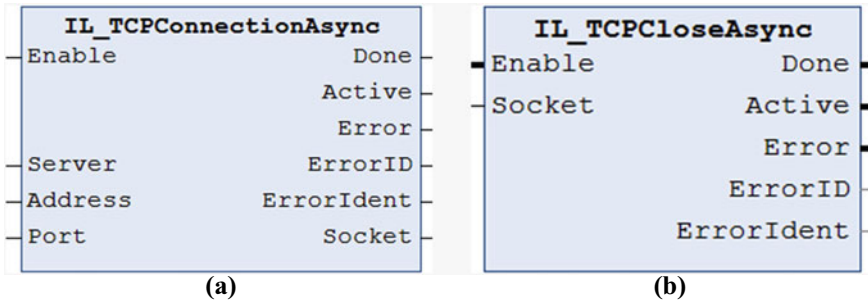 IL_TCPConnectionAsync
Enable Done
Active
Error
Server ErrorID
Address ErrorIdent
Port Socket
(a)
IL_TCPCloseAsync
Enable Done
Socket Active
Error
ErrorID
ErrorIdent
(b)